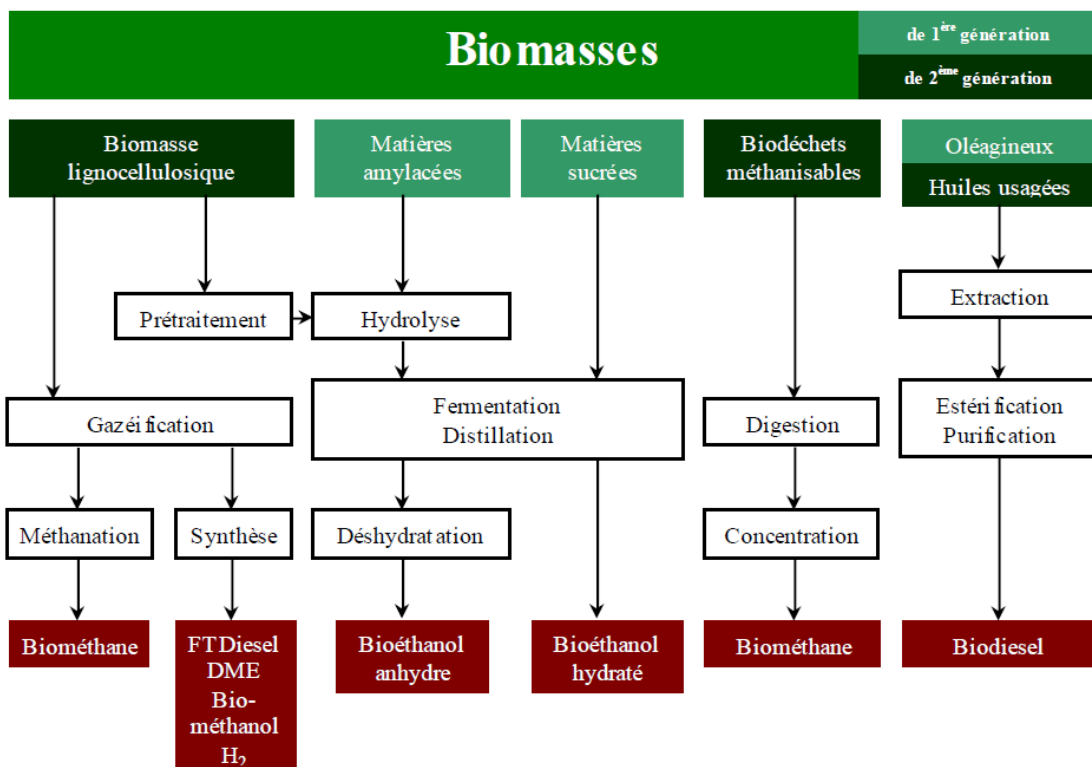 Biomasses
de 1ère génération
de 2ème génération
Biomasse
lignocellulosique
Matières
amylacées
Matières
sucrées
Biodéchets
méthanisables
Oléagineux
Huiles usagées
Prétraitement
Hydrolyse
Extraction
Gazéification
Fermentation
Distillation
Digestion
Estérification
Purification
Méthanation
Synthèse
Déshydratation
Concentration
Biométhane
FTDiesel
DME
Bio-
méthanol
H2
Bioéthanol
anhydre
Bioéthanol
hydraté
Biométhane
Biodiesel